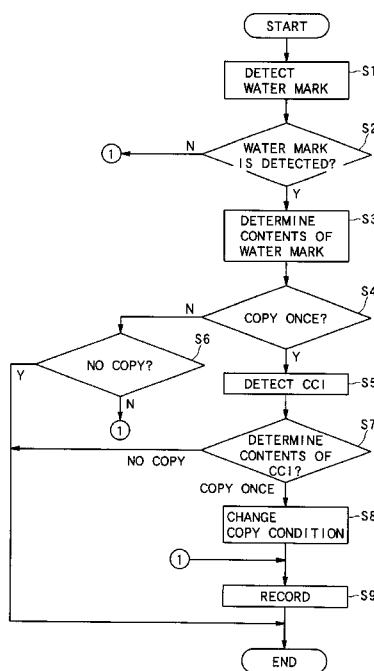 START
DETECT
WATER MARK
S1
S2
WATER MARK
IS DETECTED?
N
1
Y
DETERMINE
CONTENTS OF
WATER MARK
S3
S4
COPY ONCE?
N
Y
S6
NO COPY?
Y
N
1
DETECT CCI
S5
S7
DETERMINE
CONTENTS OF
CCI?
NO COPY
COPY ONCE
CHANGE
COPY CONDITION
S8
1
RECORD
S9
END